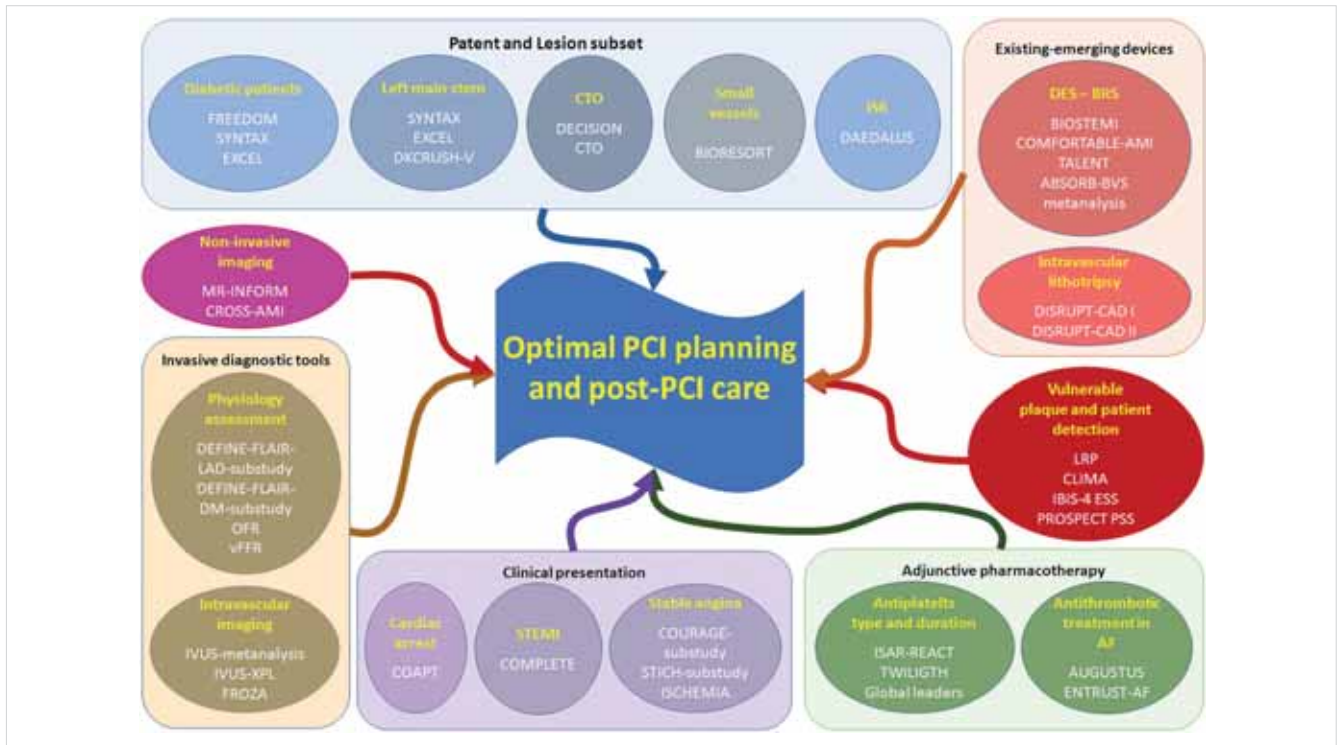 Patent and Lesion subset
Diabetic patients
FREEDOM
SYNTAX
EXCEL
Left main stem
SYNTAX
EXCEL
DKCRUSH-V
CTO
DECISION
CTO
Small
vessels
BIORESORT
ISR
DAEDALUS
Existing-emerging devices
DES – BRS
BIOSTEMI
COMFORTABLE-AMI
TALENT
ABSORB-BVS
metanalysis
Intravascular
lithotripsy
DISRUPT-CAD I
DISRUPT-CAD II
Non-invasive
imaging
MR-INFORM
CROSS-AMI
Optimal PCI planning
and post-PCI care
Invasive diagnostic tools
Physiology
assessment
DEFINE-FLAIR-
LAD-substudy
DEFINE-FLAIR-
DM-substudy
OFR
vFFR
Intravascular
imaging
IVUS-metanalysis
IVUS-XPL
FROZA
Vulnerable
plaque and patient
detection
LRP
CLIMA
IBIS-4 ESS
PROSPECT PSS
Clinical presentation
Cardiac
arrest
COAPT
STEMI
COMPLETE
Stable angina
COURAGE-
substudy
STICH-substudy
ISCHEMIA
Adjunctive pharmacotherapy
Antiplatelts
type and duration
ISAR-REACT
TWILIGTH
Global leaders
Antithrombotic
treatment in
AF
AUGUSTUS
ENTRUST-AF